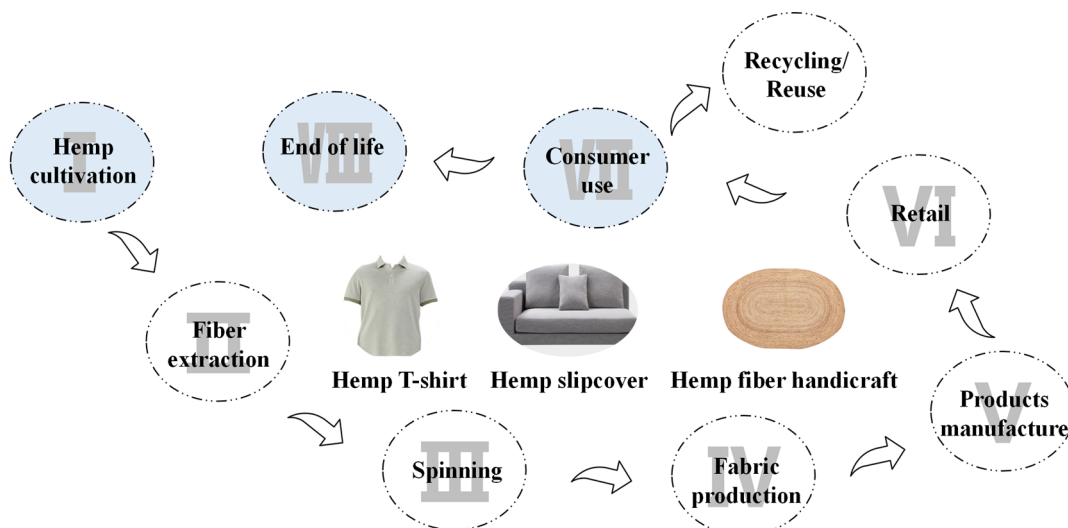 I
Hemp
cultivation
II
Fiber
extraction
III
Spinning
IV
Fabric
production
V
Products
manufacture
VI
Retail
VII
Consumer
use
VIII
End of life
Recycling/
Reuse
Hemp T-shirt
Hemp slipcover
Hemp fiber handicraft